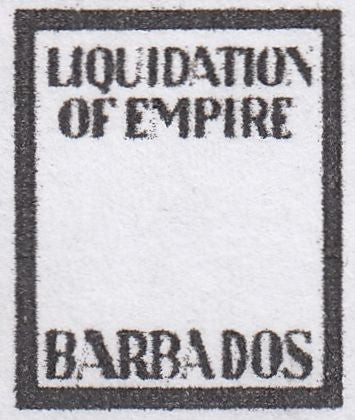 LIQUIDATION
OF EMPIRE
BARBADOS